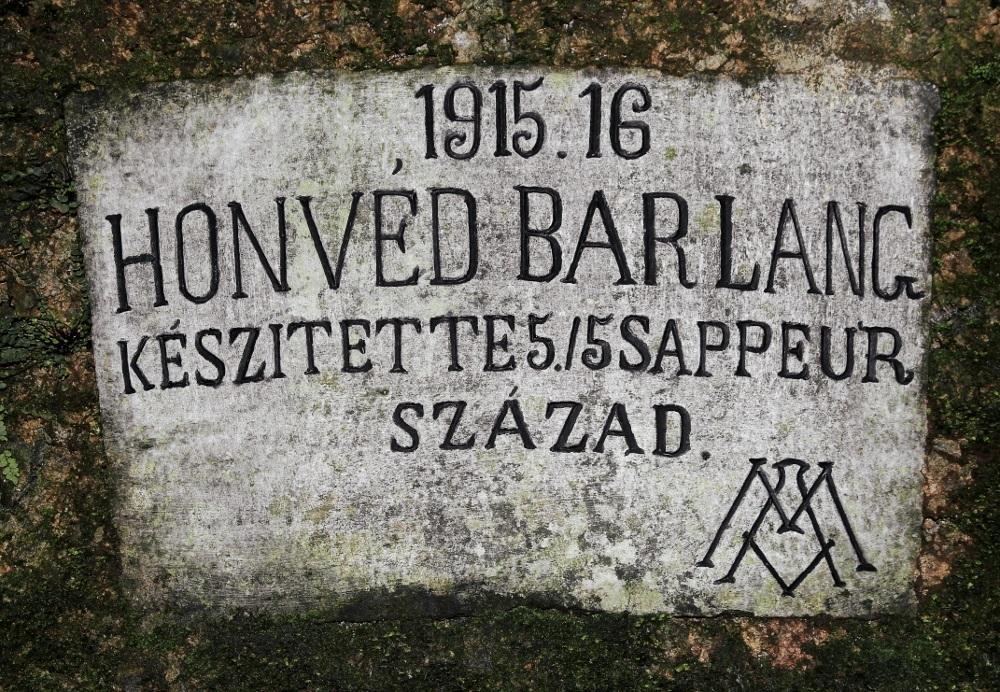 1915.16
HONVÉD BARLANG
KÉSZITETTE 5./5 SAPPEUR
SZÁZAD.